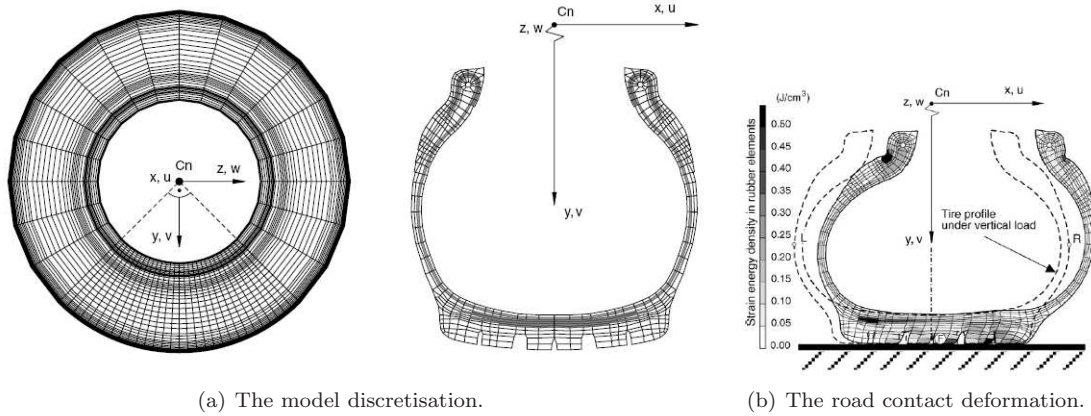 Cn
z, w
x, u
y, v
Cn
x, u
z, w
y, v
(J/cm³)
Strain energy density in rubber elements
0.50
0.45
0.40
0.35
0.30
0.25
0.20
0.15
0.10
0.05
0.00
Cn
z, w
x, u
Tire profile
under vertical load
L
R
y, v
(a) The model discretisation.
(b) The road contact deformation.